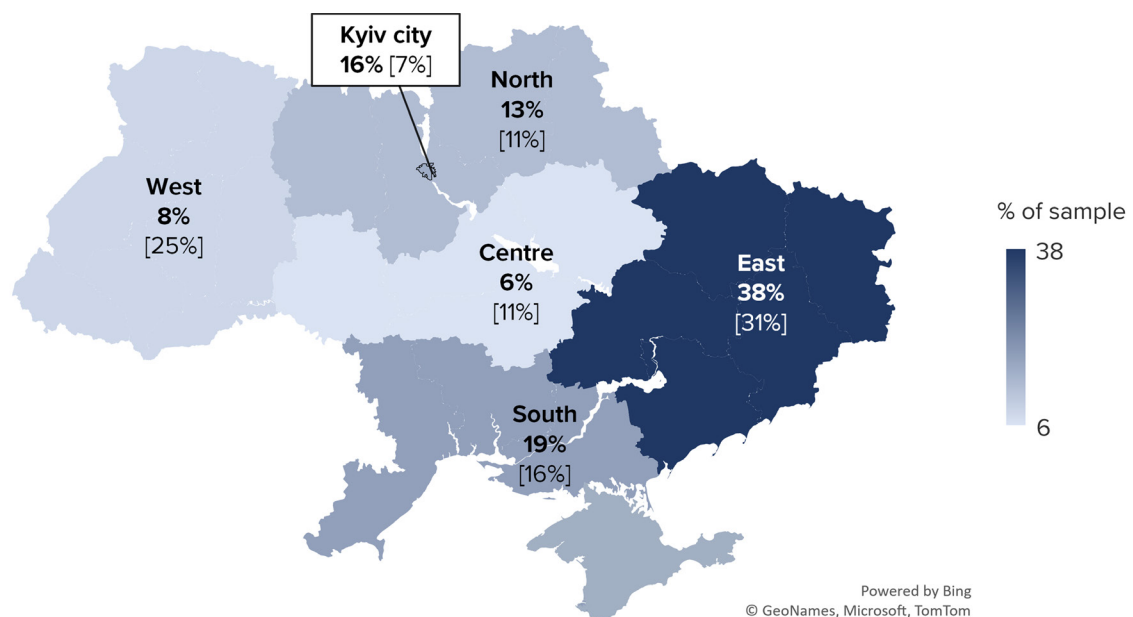 Kyiv city
16% [7%]
North
13%
[11%]
West
8%
[25%]
Centre
6%
[11%]
East
38%
[31%]
South
19%
[16%]
% of sample
38
6
Powered by Bing
© GeoNames, Microsoft, TomTom